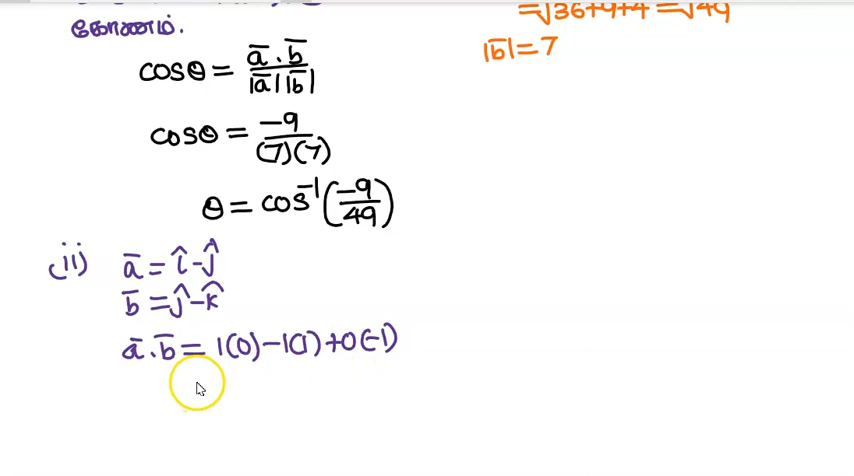 கோணம்.
cosθ = a̅ . b̅ / |a̅| |b̅|
cosθ = −9 / (7)(7)
θ = cos⁻¹(−9/49)
ii) a̅ = î − ĵ
b̅ = ĵ − k̂
a̅ . b̅ = 1(0) − 1(1) + 0(−1)
= √36+9+4 = √49
|b̅| = 7